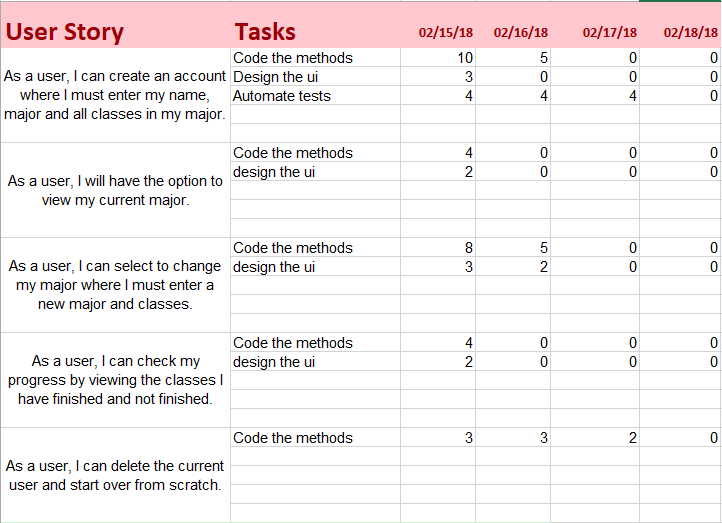 User Story Tasks 02/15/18 02/16/18 02/17/18 02/18/18
As a user, I can create an account
where I must enter my name,
major and all classes in my major.
Code the methods 10 5 0 0
Design the ui 3 0 0 0
Automate tests 4 4 4 0
As a user, I will have the option to
view my current major.
Code the methods 4 0 0 0
design the ui 2 0 0 0
As a user, I can select to change
my major where I must enter a
new major and classes.
Code the methods 8 5 0 0
design the ui 3 2 0 0
As a user, I can check my
progress by viewing the classes I
have finished and not finished.
Code the methods 4 0 0 0
design the ui 2 0 0 0
As a user, I can delete the current
user and start over from scratch.
Code the methods 3 3 2 0